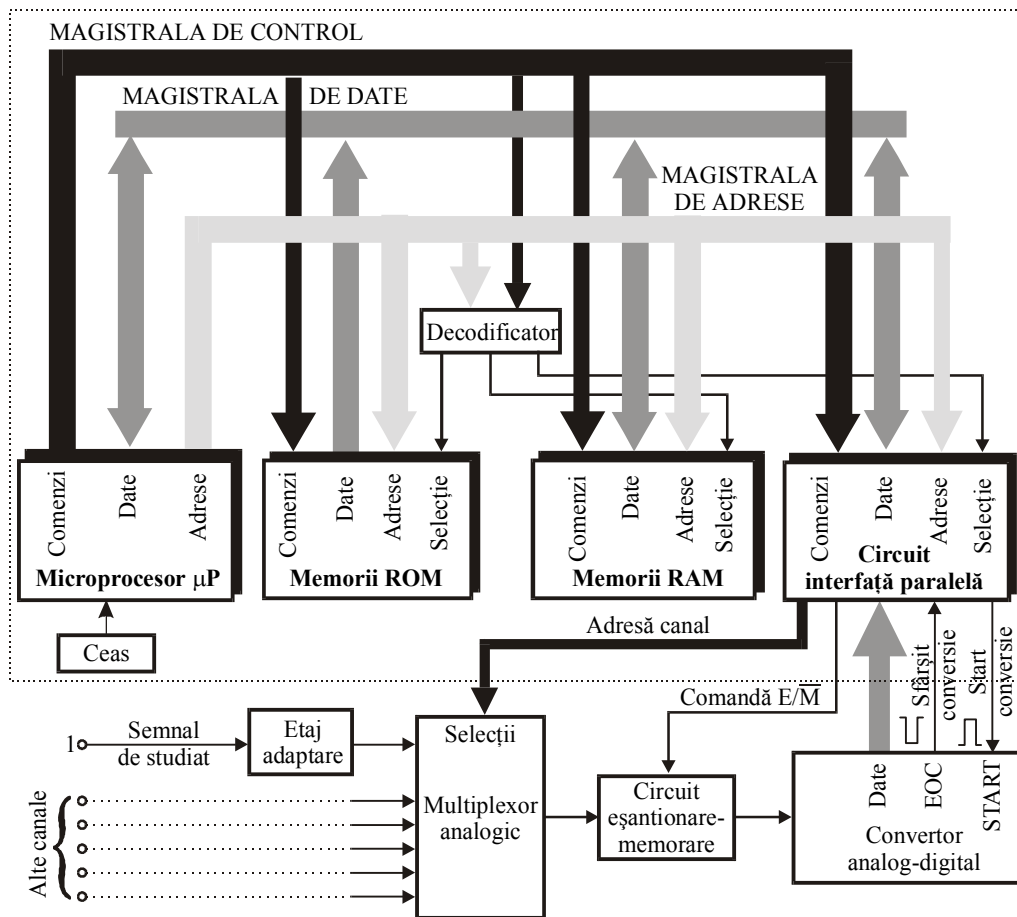 MAGISTRALA DE CONTROL
MAGISTRALA DE DATE
MAGISTRALA
DE ADRESE
Decodificator
Comenzi
Date
Adrese
Microprocesor µP
Comenzi
Date
Adrese
Selecție
Memorii ROM
Comenzi
Date
Adrese
Selecție
Memorii RAM
Comenzi
Date
Adrese
Selecție
Circuit
interfață paralelă
Ceas
Adresă canal
Comandă E/M̅
Sfârșit
conversie
Start
conversie
1
Semnal
de studiat
Etaj
adaptare
Selecții
Multiplexor
analogic
Circuit
eşantionare-
memorare
Date
EOC
START
Convertor
analog-digital
Alte canale